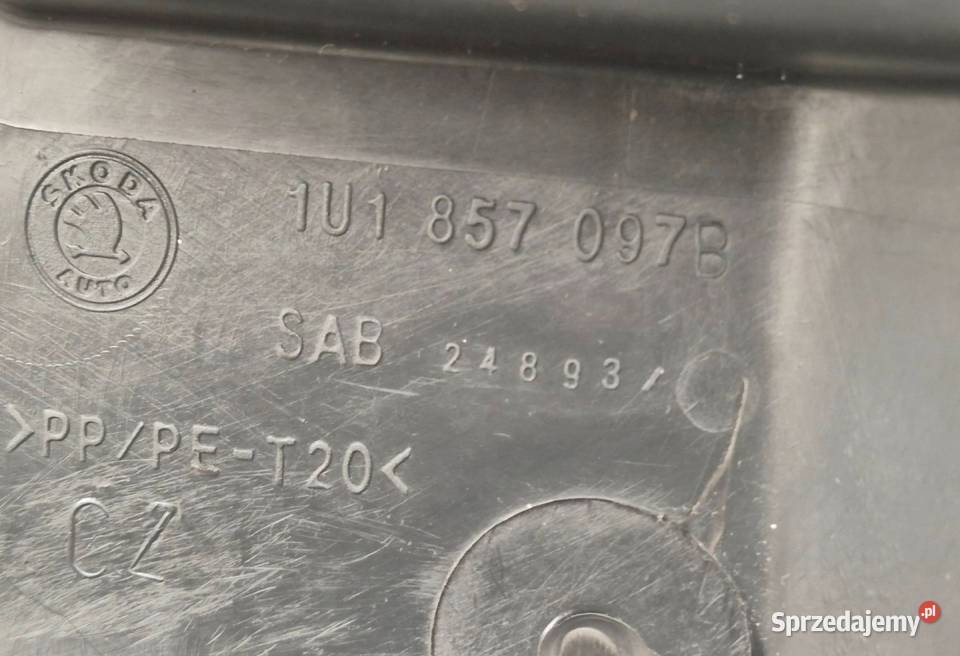 SKODA
AUTO
1U1 857 097B
SAB 24893/
>PP/PE-T20<
CZ
Sprzedajemy.pl